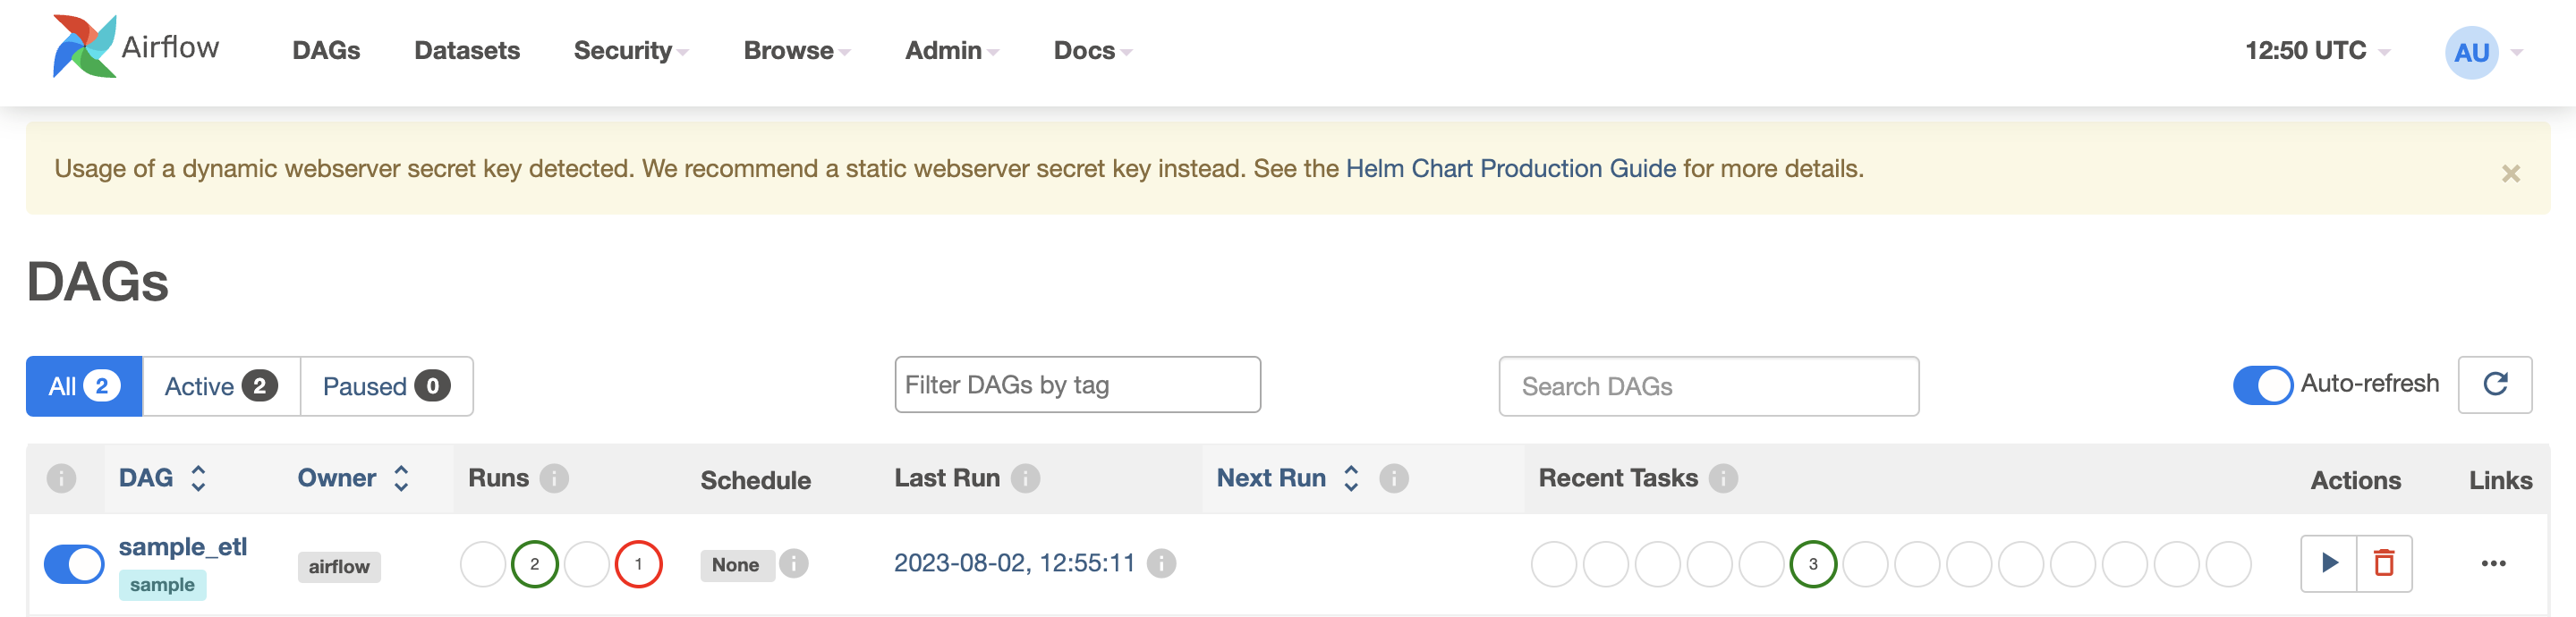 Airflow DAGs Datasets Security Browse Admin Docs 12:50 UTC AU
Usage of a dynamic webserver secret key detected. We recommend a static webserver secret key instead. See the Helm Chart Production Guide for more details. ×
DAGs
All 2 Active 2 Paused 0 Filter DAGs by tag Search DAGs Auto-refresh
i DAG Owner Runs i Schedule Last Run i Next Run i Recent Tasks i Actions Links
sample_etl airflow 2 1 None i 2023-08-02, 12:55:11 i 3
sample